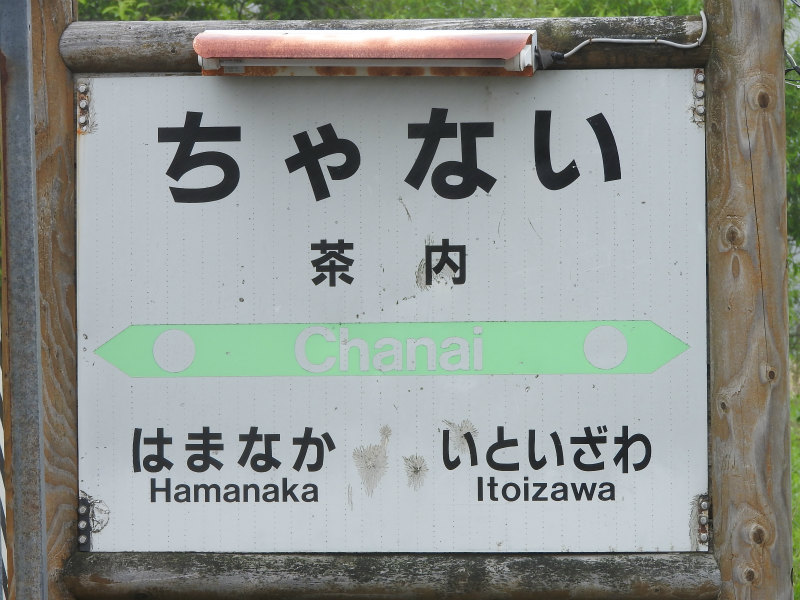 ちゃない
茶内
Chanai
はまなか いといざわ
Hamanaka Itoizawa